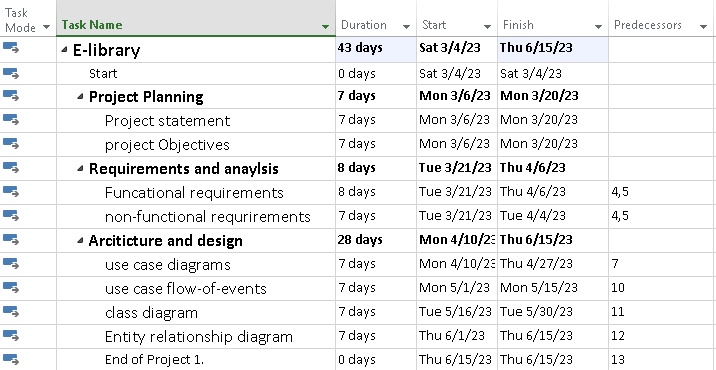 Task Mode Task Name Duration Start Finish Predecessors
E-library 43 days Sat 3/4/23 Thu 6/15/23
Start 0 days Sat 3/4/23 Sat 3/4/23
Project Planning 7 days Mon 3/6/23 Mon 3/20/23
Project statement 7 days Mon 3/6/23 Mon 3/20/23
project Objectives 7 days Mon 3/6/23 Mon 3/20/23
Requirements and anaylsis 8 days Tue 3/21/23 Thu 4/6/23
Funcational requirements 8 days Tue 3/21/23 Thu 4/6/23 4,5
non-functional requrirements 7 days Tue 3/21/23 Tue 4/4/23 4,5
Arciticture and design 28 days Mon 4/10/23 Thu 6/15/23
use case diagrams 7 days Mon 4/10/23 Thu 4/27/23 7
use case flow-of-events 7 days Mon 5/1/23 Mon 5/15/23 10
class diagram 7 days Tue 5/16/23 Tue 5/30/23 11
Entity relationship diagram 7 days Thu 6/1/23 Thu 6/15/23 12
End of Project 1. 0 days Thu 6/15/23 Thu 6/15/23 13